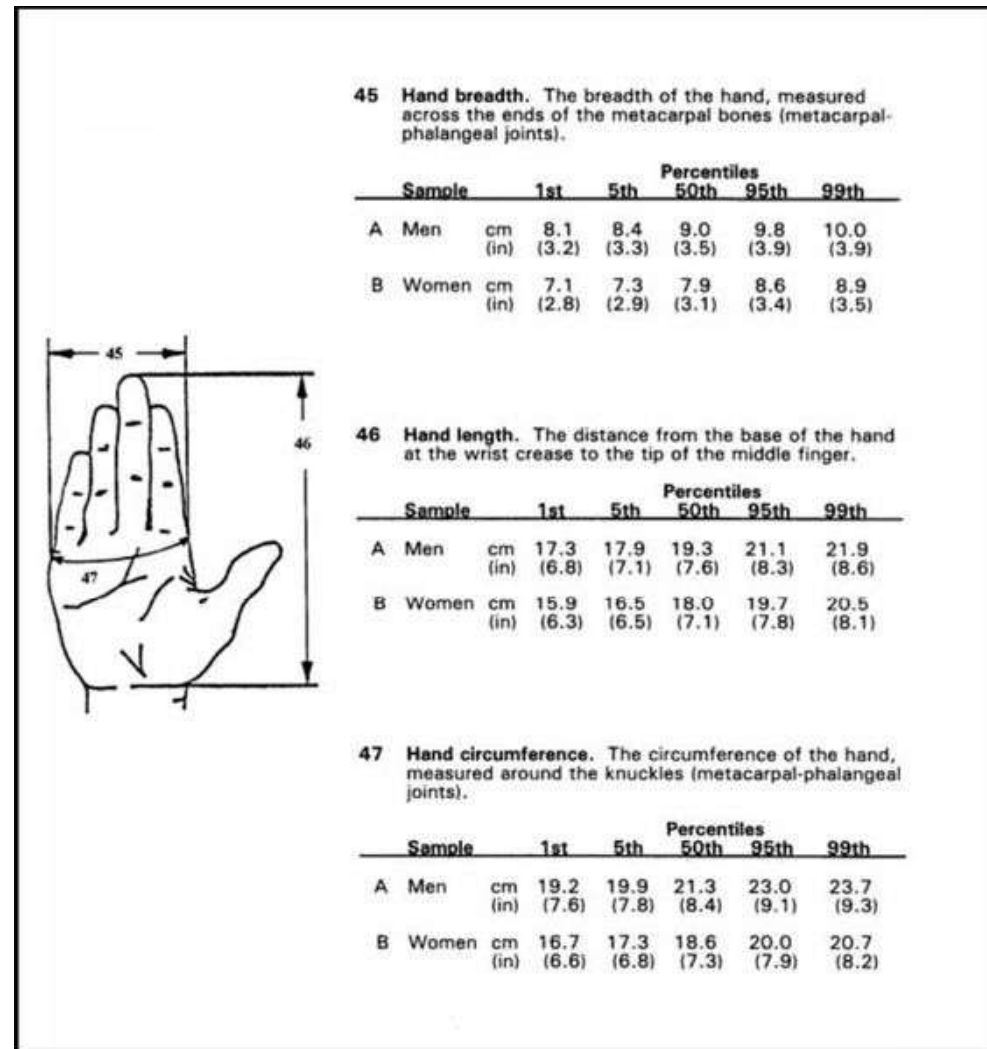 45 Hand breadth. The breadth of the hand, measured
across the ends of the metacarpal bones (metacarpal-
phalangeal joints).
Percentiles
Sample 1st 5th 50th 95th 99th
A Men cm 8.1 8.4 9.0 9.8 10.0
(in) (3.2) (3.3) (3.5) (3.9) (3.9)
B Women cm 7.1 7.3 7.9 8.6 8.9
(in) (2.8) (2.9) (3.1) (3.4) (3.5)
45
46
47
46 Hand length. The distance from the base of the hand
at the wrist crease to the tip of the middle finger.
Percentiles
Sample 1st 5th 50th 95th 99th
A Men cm 17.3 17.9 19.3 21.1 21.9
(in) (6.8) (7.1) (7.6) (8.3) (8.6)
B Women cm 15.9 16.5 18.0 19.7 20.5
(in) (6.3) (6.5) (7.1) (7.8) (8.1)
47 Hand circumference. The circumference of the hand,
measured around the knuckles (metacarpal-phalangeal
joints).
Percentiles
Sample 1st 5th 50th 95th 99th
A Men cm 19.2 19.9 21.3 23.0 23.7
(in) (7.6) (7.8) (8.4) (9.1) (9.3)
B Women cm 16.7 17.3 18.6 20.0 20.7
(in) (6.6) (6.8) (7.3) (7.9) (8.2)